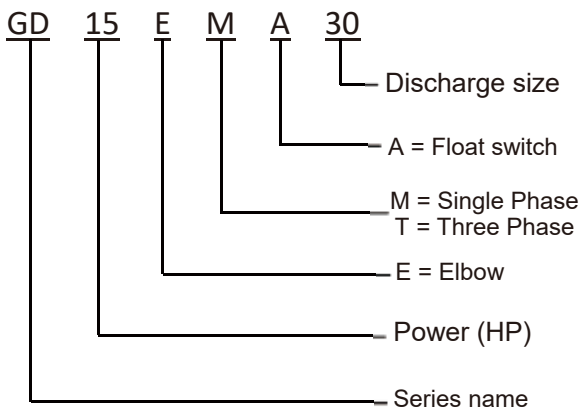 GD 15 E M A 30
Discharge size
A = Float switch
M = Single Phase
T = Three Phase
E = Elbow
Power (HP)
Series name